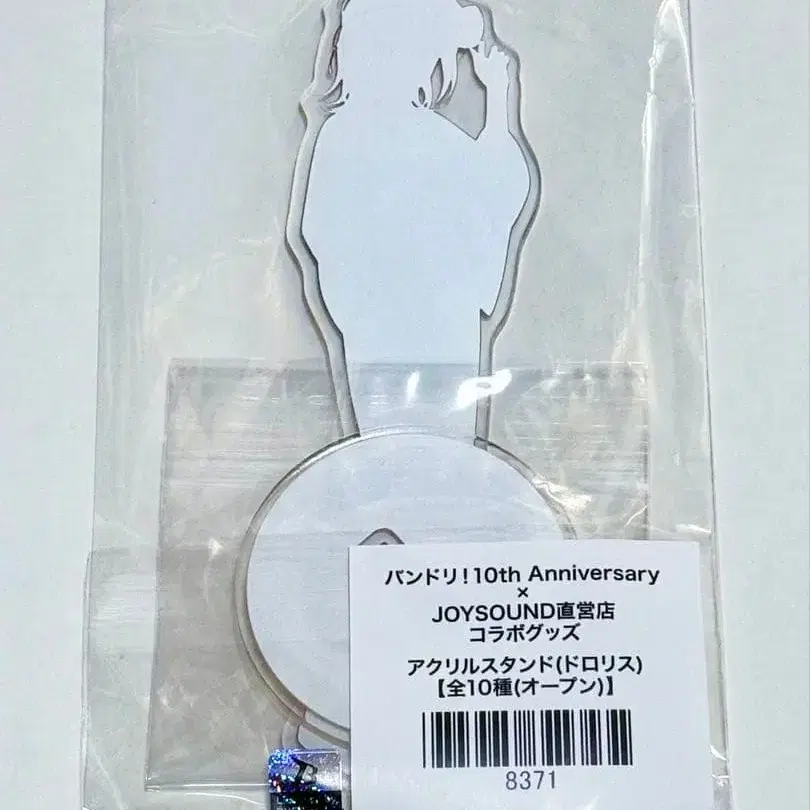 バンドリ!10th Anniversary
×
JOYSOUND直営店
コラボグッズ
アクリルスタンド(ドロリス)
【全10種(オープン)】
8371